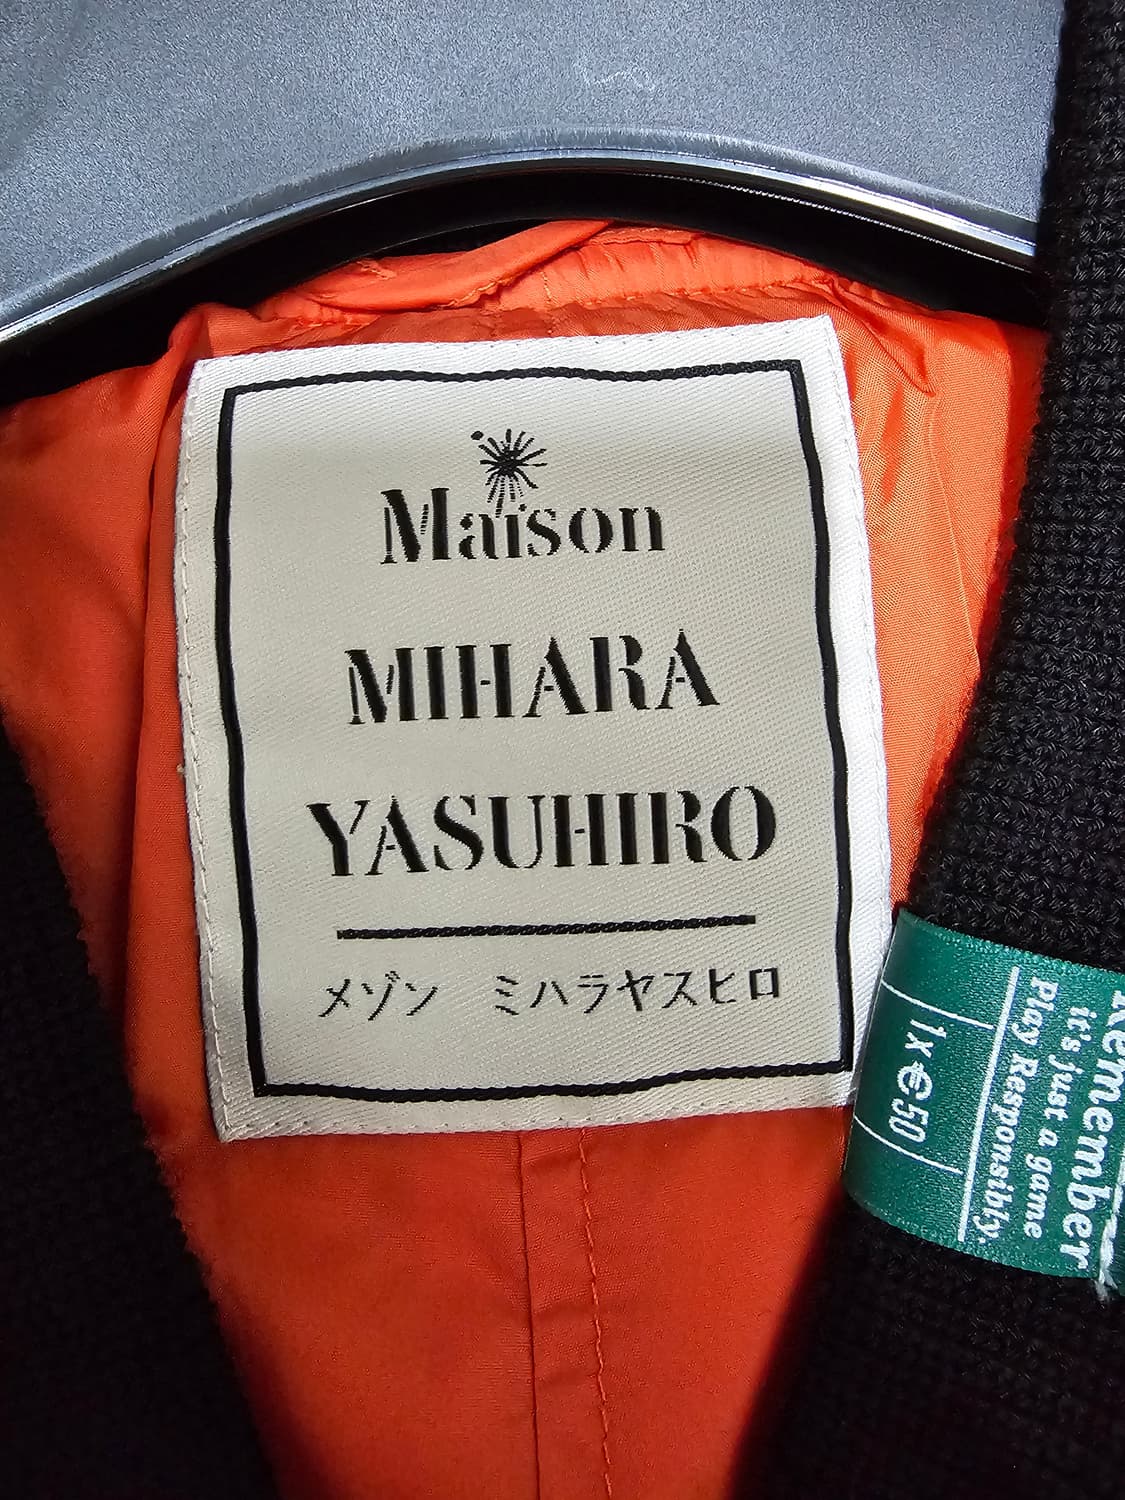 Maison
MIHARA
YASUHIRO
メゾン ミハラヤスヒロ
Remember
it's just a game
Play Responsibly.
1x €50